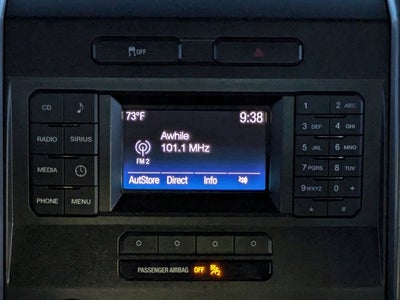 OFF
73°F 9:38
Awhile
101.1 MHz
FM 2
AutoStore Direct Info
CD
RADIO SIRIUS
MEDIA
PHONE MENU
1 2 ABC
3 DEF 4 GHI
5 JKL 6 MNO
7 PQRS 8 TUV
9 WXYZ 0 +
* #
PASSENGER AIRBAG OFF